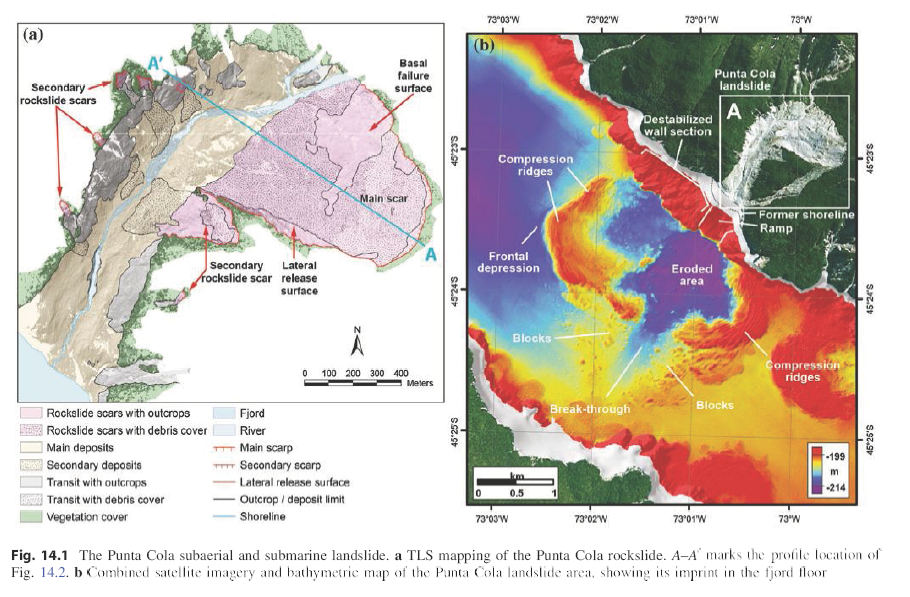 (a)
A'
Basal
failure
surface
Secondary
rockslide scars
Main scar
A
Secondary
rockslide scar
Lateral
release
surface
N
0 100 200 300 400
Meters
Rockslide scars with outcrops
Rockslide scars with debris cover
Main deposits
Secondary deposits
Transit with outcrops
Transit with debris cover
Vegetation cover
Fjord
River
Main scarp
Secondary scarp
Lateral release surface
Outcrop / deposit limit
Shoreline
73°03'W 73°02'W 73°01'W 73°W
(b)
Punta Cola
landslide
A
Destabilized
wall section
45°23'S
45°23'S
Compression
ridges
Former shoreline
Ramp
Frontal
depression
Eroded
area
45°24'S
45°24'S
Blocks
Compression
ridges
Break-through
Blocks
45°25'S
45°25'S
-199
m
-214
km
0 0.5 1
73°03'W 73°02'W 73°01'W 73°W
Fig. 14.1 The Punta Cola subaerial and submarine landslide. a TLS mapping of the Punta Cola rockslide. A–A´ marks the profile location of
Fig. 14.2. b Combined satellite imagery and bathymetric map of the Punta Cola landslide area, showing its imprint in the fjord floor